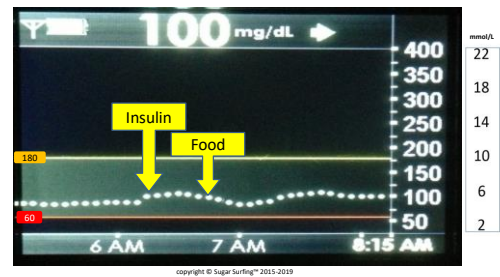 100 mg/dL
mmol/L
400
22
350
18
300
Insulin
250
14
Food
200
10
180
150
6
100
60
50
2
6 AM 7 AM 8:15 AM
copyright © Sugar Surfing™ 2015-2019